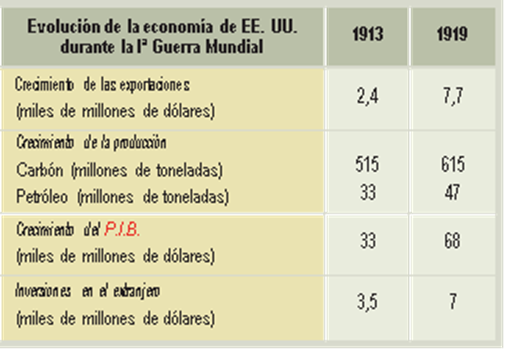 Evolución de la economía de EE. UU.
durante la Iª Guerra Mundial
1913
1919
Crecimiento de las exportaciones
(miles de millones de dólares)
2,4
7,7
Crecimiento de la producción
Carbón (millones de toneladas)
515
615
Petróleo (millones de toneladas)
33
47
Crecimiento del P.I.B.
(miles de millones de dólares)
33
68
Inversiones en el extranjero
(miles de millones de dólares)
3,5
7